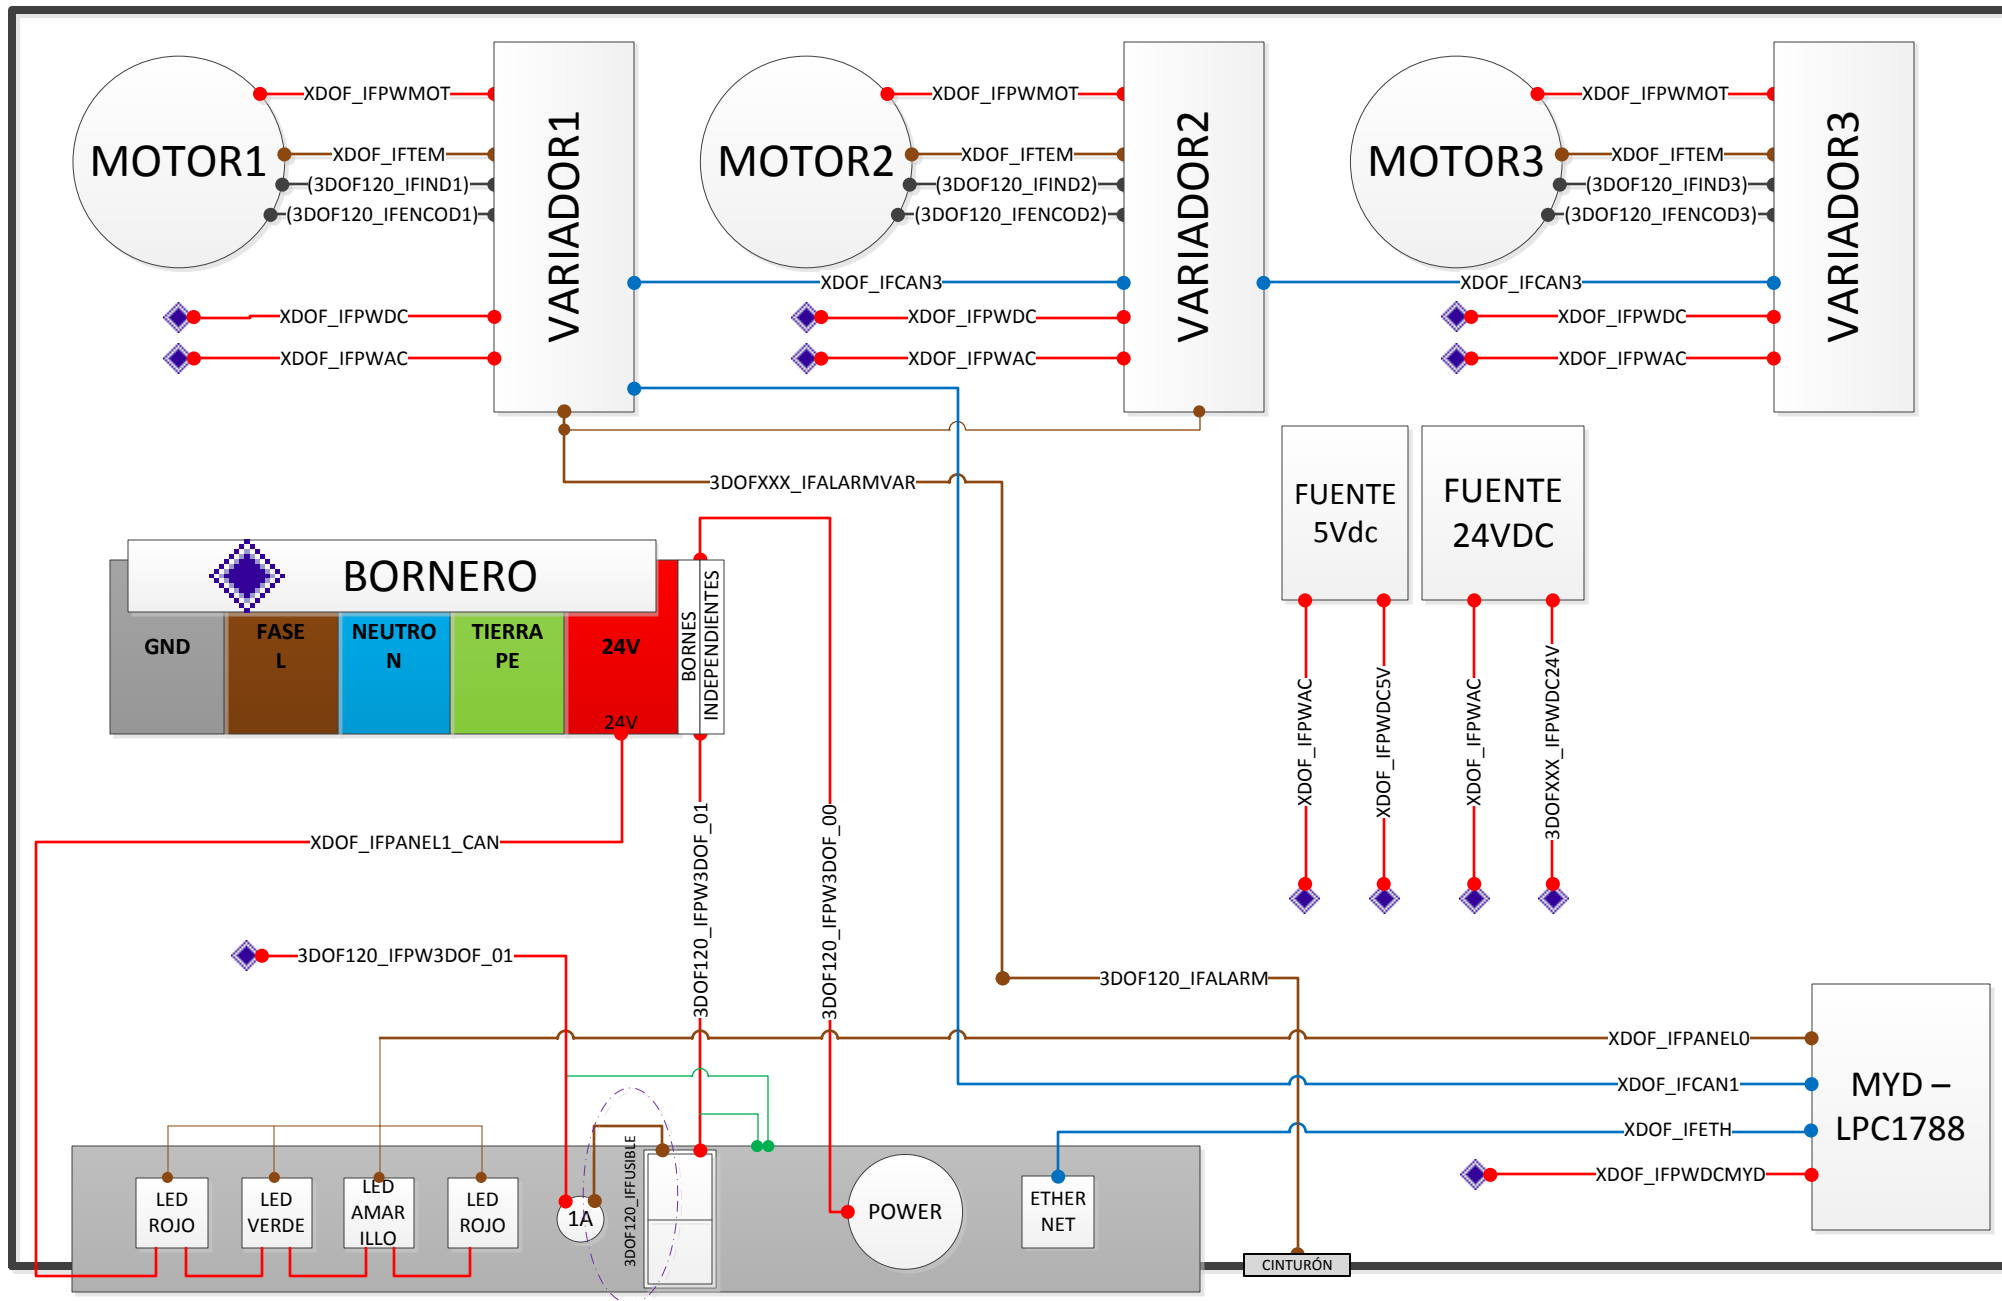 MOTOR1
XDOF_IFPWMOT
XDOF_IFTEM
(3DOF120_IFIND1)
(3DOF120_IFENCOD1)
VARIADOR1
XDOF_IFPWDC
XDOF_IFPWAC
MOTOR2
XDOF_IFPWMOT
XDOF_IFTEM
(3DOF120_IFIND2)
(3DOF120_IFENCOD2)
VARIADOR2
XDOF_IFCAN3
XDOF_IFPWDC
XDOF_IFPWAC
MOTOR3
XDOF_IFPWMOT
XDOF_IFTEM
(3DOF120_IFIND3)
(3DOF120_IFENCOD3)
VARIADOR3
XDOF_IFCAN3
XDOF_IFPWDC
XDOF_IFPWAC
3DOFXXX_IFALARMVAR
FUENTE
5Vdc
FUENTE
24VDC
XDOF_IFPWAC
XDOF_IFPWDC5V
XDOF_IFPWAC
3DOFXXX_IFPWDC24V
BORNERO
GND
FASE
L
NEUTRO
N
TIERRA
PE
24V
24V
BORNES
INDEPENDIENTES
XDOF_IFPANEL1_CAN
3DOF120_IFPW3DOF_01
3DOF120_IFPW3DOF_00
3DOF120_IFPW3DOF_01
3DOF120_IFALARM
XDOF_IFPANEL0
XDOF_IFCAN1
XDOF_IFETH
XDOF_IFPWDCMYD
MYD –
LPC1788
LED
ROJO
LED
VERDE
LED
AMAR
ILLO
LED
ROJO
1A
3DOF120_IFFUSIBLE
POWER
ETHER
NET
CINTURÓN